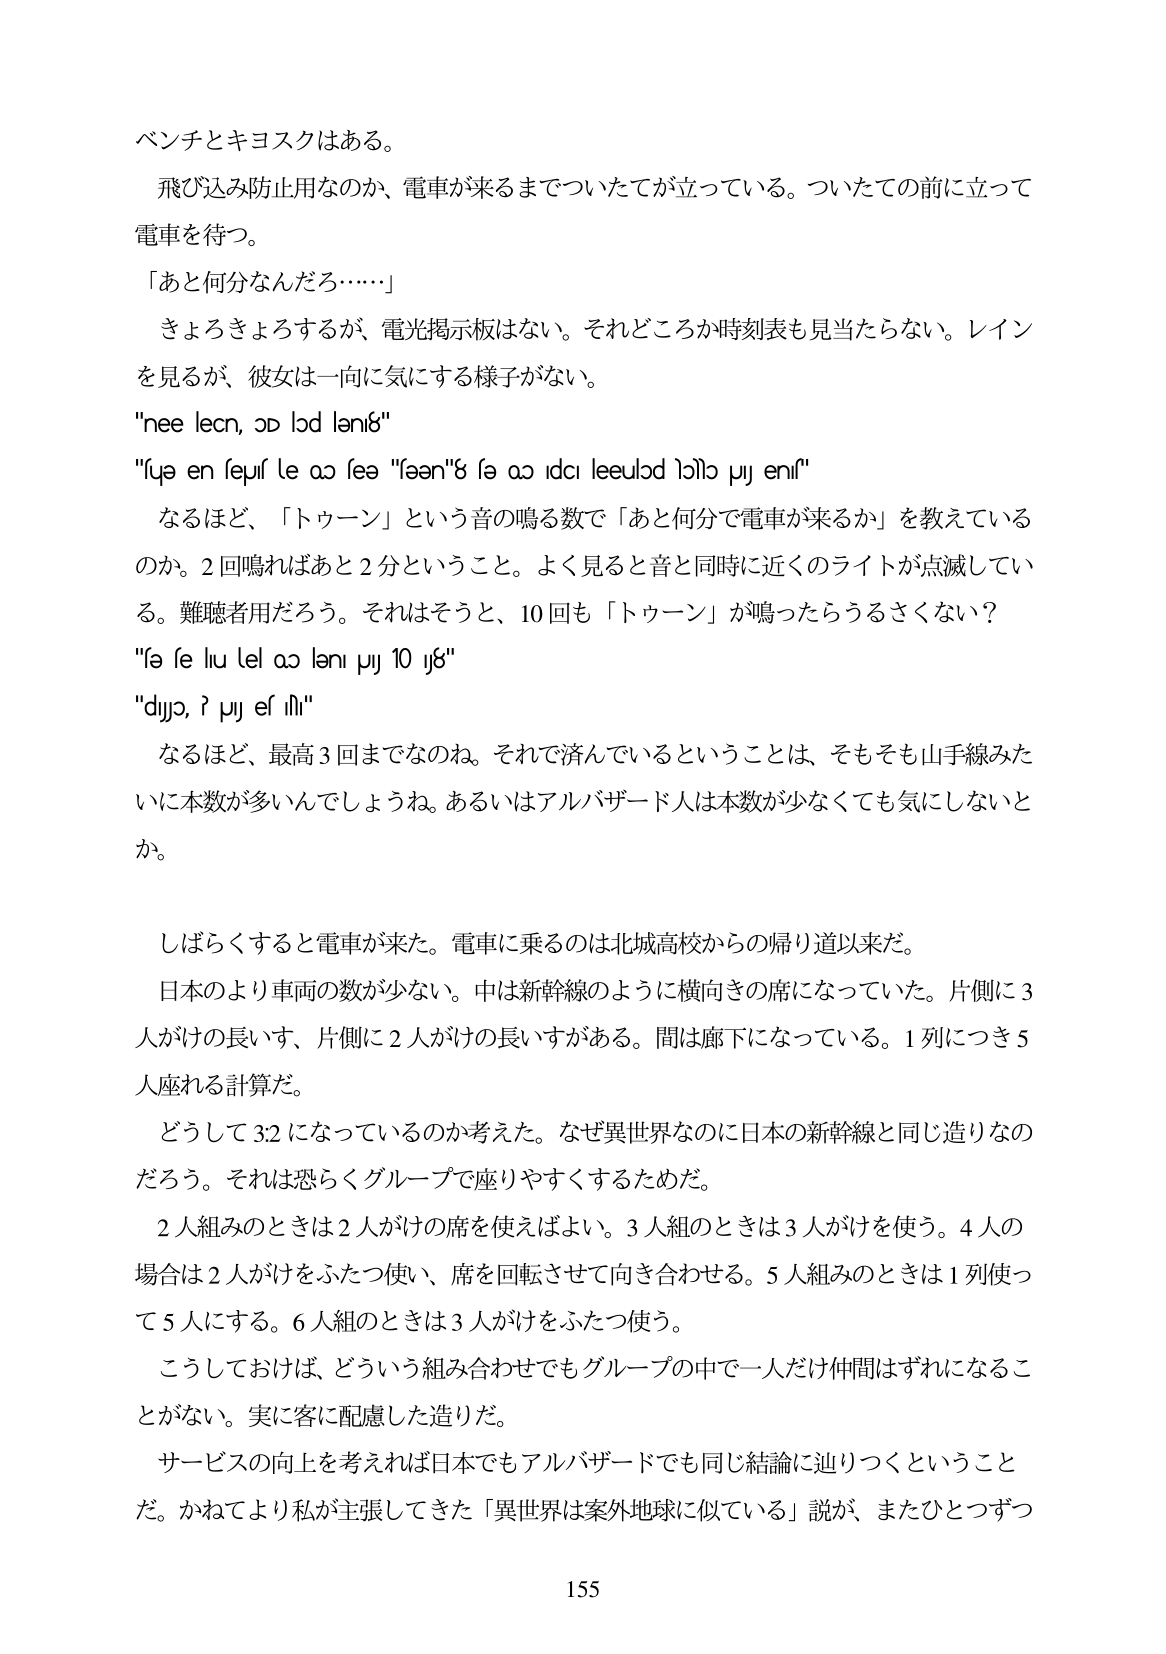 ベンチとキヨスクはある。
飛び込み防止用なのか、電車が来るまでついたてが立っている。ついたての前に立って
電車を待つ。
「あと何分なんだろ……」
きょろきょろするが、電光掲示板はない。それどころか時刻表も見当たらない。レイン
を見るが、彼女は一向に気にする様子がない。
なるほど、「トゥーン」という音の鳴る数で「あと何分で電車が来るか」を教えている
のか。2 回鳴ればあと 2 分ということ。よく見ると音と同時に近くのライトが点滅してい
る。難聴者用だろう。それはそうと、10 回も「トゥーン」が鳴ったらうるさくない？
なるほど、最高 3 回までなのね。それで済んでいるということは、そもそも山手線みた
いに本数が多いんでしょうね。あるいはアルバザード人は本数が少なくても気にしないと
か。
しばらくすると電車が来た。電車に乗るのは北城高校からの帰り道以来だ。
日本のより車両の数が少ない。中は新幹線のように横向きの席になっていた。片側に 3
人がけの長いす、片側に 2 人がけの長いすがある。間は廊下になっている。1 列につき 5
人座れる計算だ。
どうして 3:2 になっているのか考えた。なぜ異世界なのに日本の新幹線と同じ造りなの
だろう。それは恐らくグループで座りやすくするためだ。
2 人組みのときは 2 人がけの席を使えばよい。3 人組のときは 3 人がけを使う。4 人の
場合は 2 人がけをふたつ使い、席を回転させて向き合わせる。5 人組みのときは 1 列使っ
て 5 人にする。6 人組のときは 3 人がけをふたつ使う。
こうしておけば、どういう組み合わせでもグループの中で一人だけ仲間はずれになるこ
とがない。実に客に配慮した造りだ。
サービスの向上を考えれば日本でもアルバザードでも同じ結論に辿りつくということ
だ。かねてより私が主張してきた「異世界は案外地球に似ている」説が、またひとつずつ
155